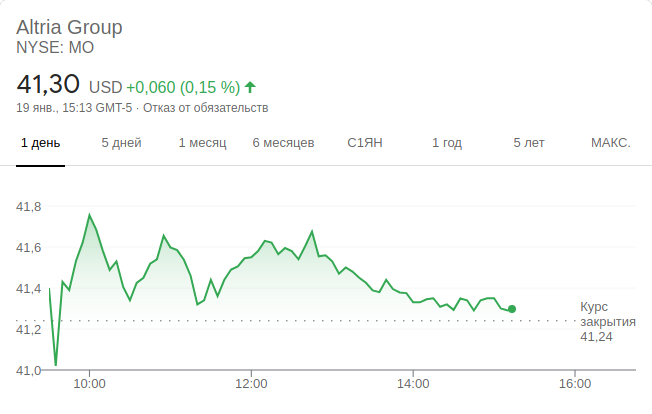 Altria Group
NYSE: MO
41,30 USD +0,060 (0,15 %)
19 янв., 15:13 GMT-5 · Отказ от обязательств
1 день 5 дней 1 месяц 6 месяцев С1ЯН 1 год 5 лет МАКС.
41,8
41,6
41,4
41,2
41,0
Курс
закрытия
41,24
10:00 12:00 14:00 16:00